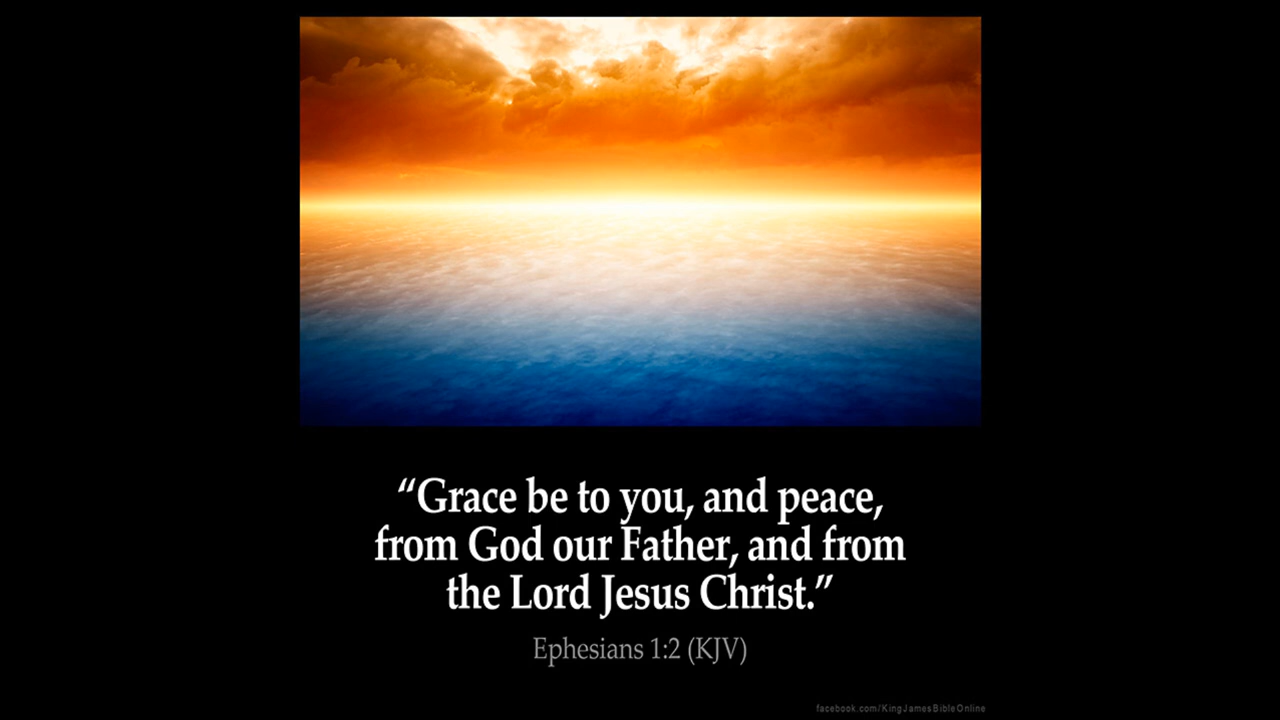 “Grace be to you, and peace,
from God our Father, and from
the Lord Jesus Christ.”
Ephesians 1:2 (KJV)
facebook.com/KingJamesBibleOnline